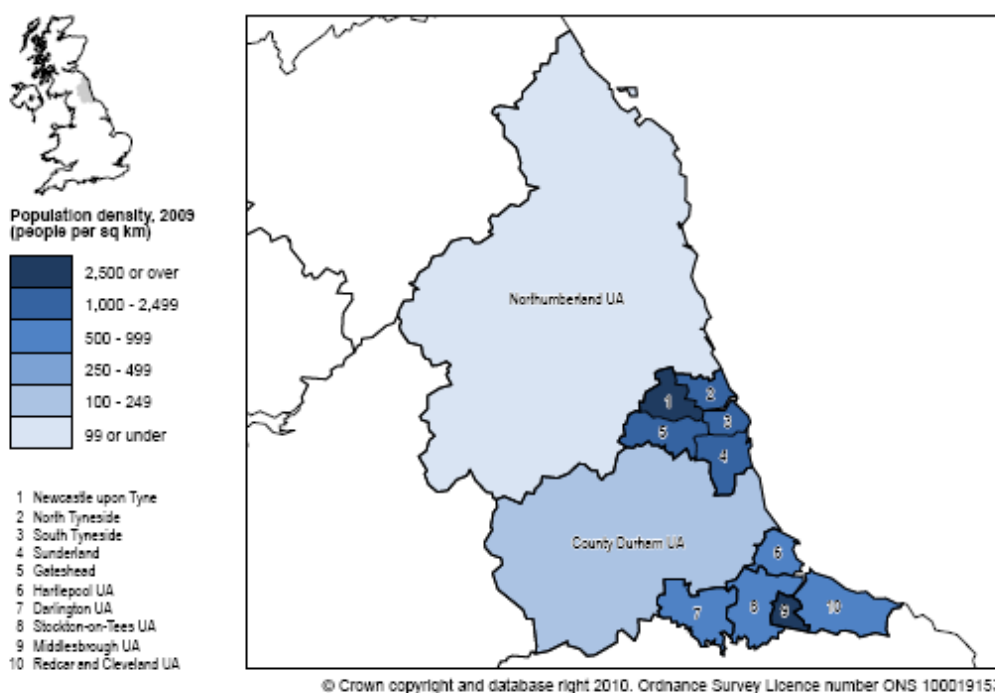 Population density, 2009
(people per sq km)
2,500 or over
1,000 - 2,499
500 - 999
250 - 499
100 - 249
99 or under
1 Newcastle upon Tyne
2 North Tyneside
3 South Tyneside
4 Sunderland
5 Gateshead
6 Hartlepool UA
7 Darlington UA
8 Stockton-on-Tees UA
9 Middlesbrough UA
10 Redcar and Cleveland UA
Northumberland UA
2
1
3
5
4
County Durham UA
6
7
8
9
10
© Crown copyright and database right 2010. Ordnance Survey Licence number ONS 10001915